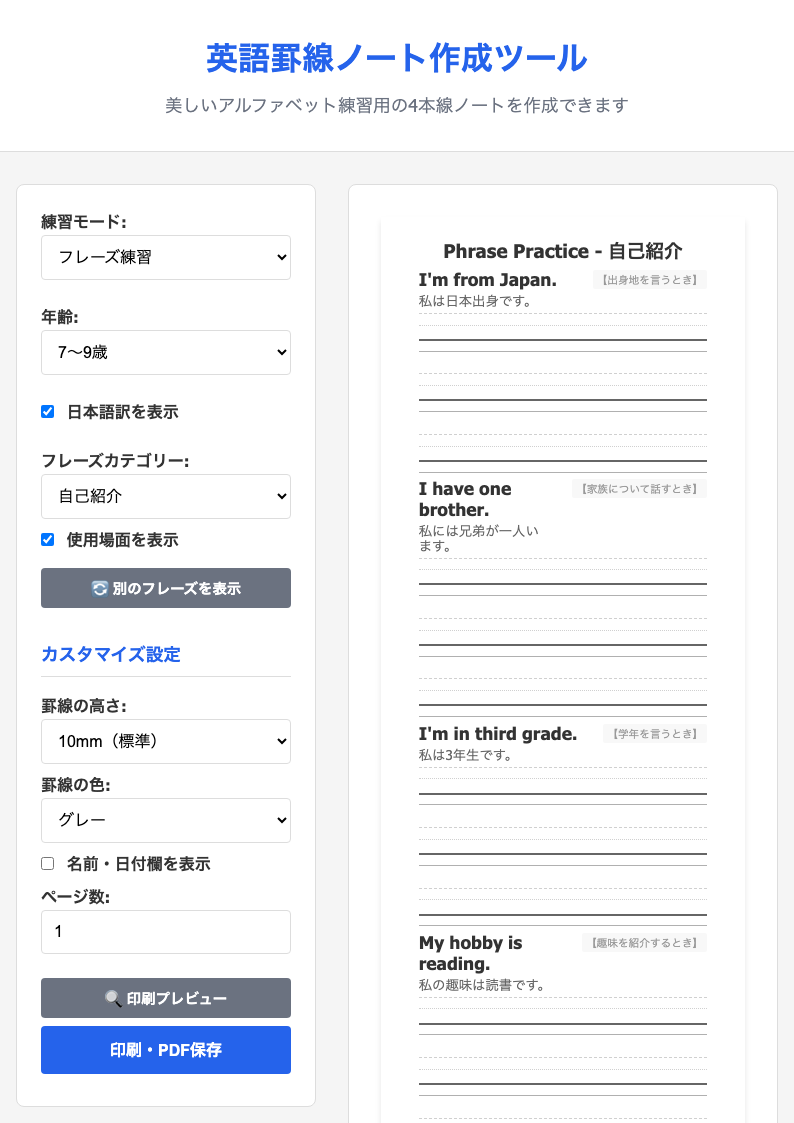 英語罫線ノート作成ツール
美しいアルファベット練習用の4本線ノートを作成できます
練習モード:
フレーズ練習
年齢:
7〜9歳
日本語訳を表示
フレーズカテゴリー:
自己紹介
使用場面を表示
🔄 別のフレーズを表示
カスタマイズ設定
罫線の高さ:
10mm（標準）
罫線の色:
グレー
名前・日付欄を表示
ページ数:
1
🔍 印刷プレビュー
印刷・PDF保存
Phrase Practice - 自己紹介
I'm from Japan.
【出身地を言うとき】
私は日本出身です。
I have one
brother.
【家族について話すとき】
私には兄弟が一人い
ます。
I'm in third grade.
【学年を言うとき】
私は3年生です。
My hobby is
reading.
【趣味を紹介するとき】
私の趣味は読書です。